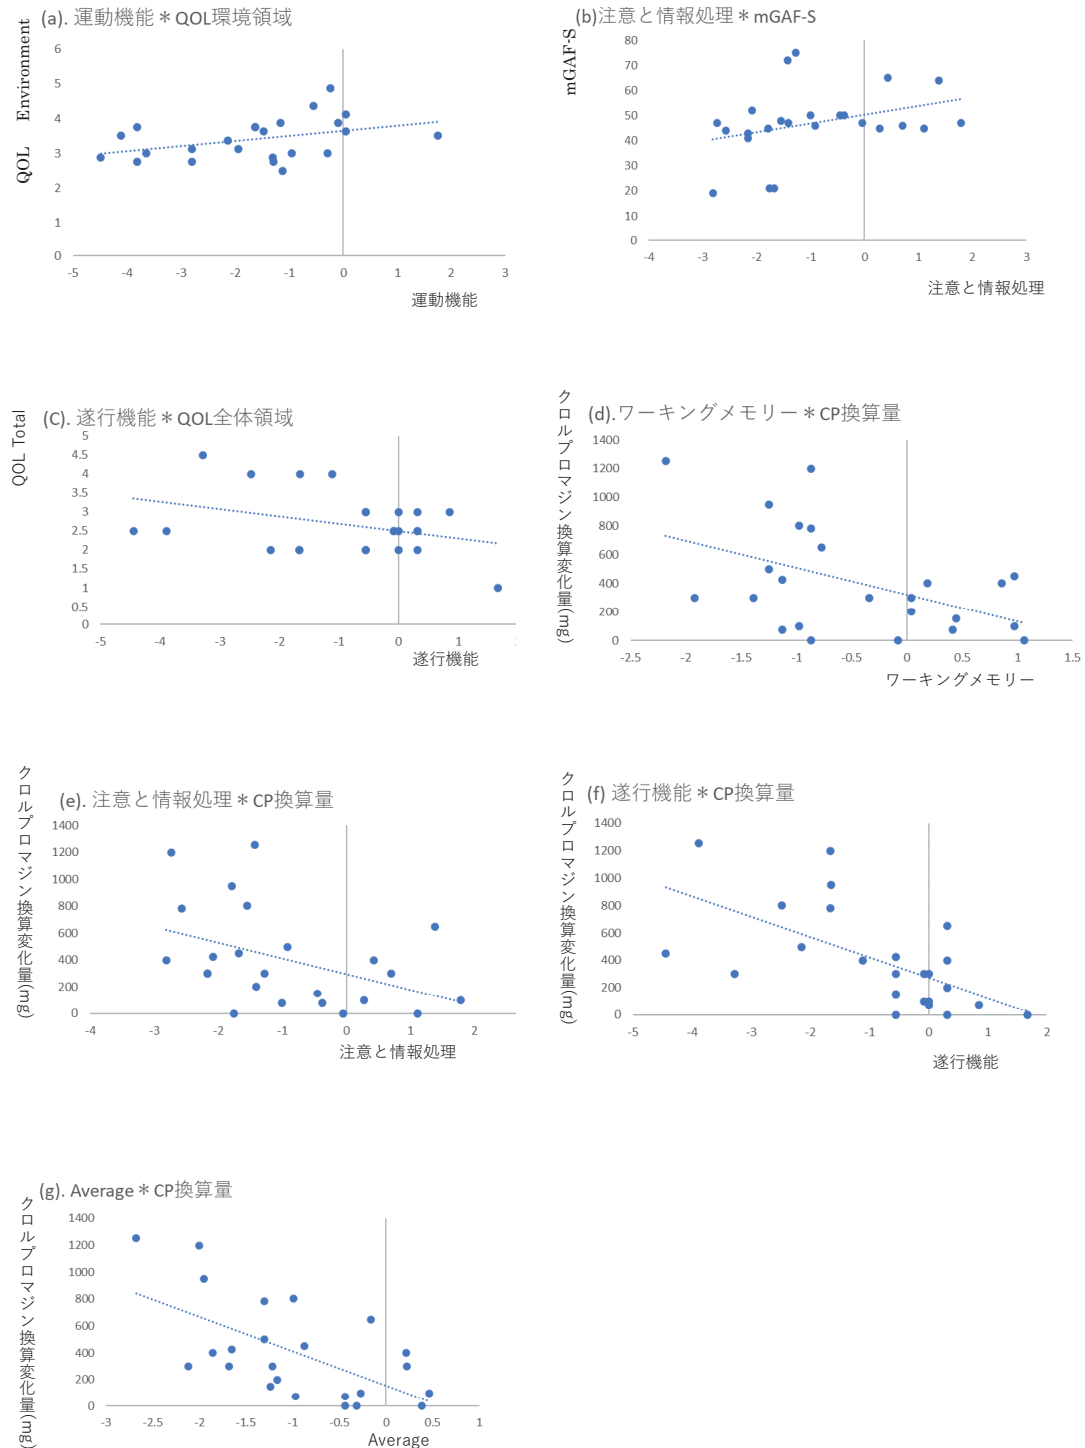 (a). 運動機能＊QOL環境領域
QOL Environment
6
5
4
3
2
1
0
-5 -4 -3 -2 -1 0 1 2 3
運動機能
(b)注意と情報処理＊mGAF-S
mGAF-S
80
70
60
50
40
30
20
10
0
-4 -3 -2 -1 0 1 2 3
注意と情報処理
(C). 遂行機能＊QOL全体領域
QOL Total
5
4.5
4
3.5
3
2.5
2
1.5
1
0.5
0
-5 -4 -3 -2 -1 0 1
遂行機能
(d).ワーキングメモリー＊CP換算量
クロルプロマジン換算変化量(mg)
1400
1200
1000
800
600
400
200
0
-2.5 -2 -1.5 -1 -0.5 0 0.5 1 1.5
ワーキングメモリー
(e). 注意と情報処理＊CP換算量
クロルプロマジン換算変化量(mg)
1400
1200
1000
800
600
400
200
0
-4 -3 -2 -1 0 1 2
注意と情報処理
(f) 遂行機能＊CP換算量
クロルプロマジン換算変化量(mg)
1400
1200
1000
800
600
400
200
0
-5 -4 -3 -2 -1 0 1 2
遂行機能
(g). Average＊CP換算量
クロルプロマジン換算変化量(mg)
1400
1200
1000
800
600
400
200
0
-3 -2.5 -2 -1.5 -1 -0.5 0 0.5 1
Average